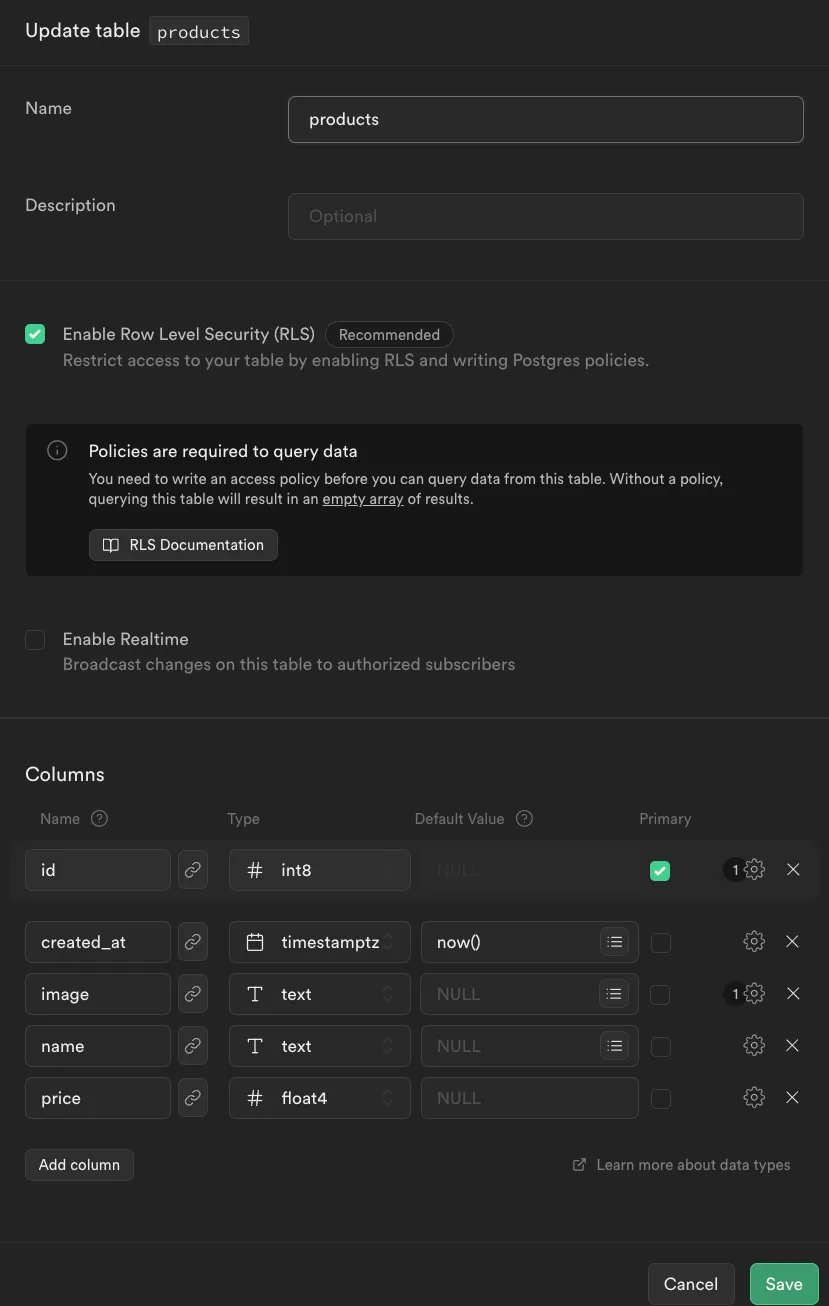 Update table products
Name
products
Description
Optional
Enable Row Level Security (RLS) Recommended
Restrict access to your table by enabling RLS and writing Postgres policies.
Policies are required to query data
You need to write an access policy before you can query data from this table. Without a policy,
querying this table will result in an empty array of results.
RLS Documentation
Enable Realtime
Broadcast changes on this table to authorized subscribers
Columns
Name ? Type Default Value ? Primary
id # int8 NULL 1
created_at timestamptz now()
image T text NULL 1
name T text NULL
price # float4 NULL
Add column Learn more about data types
Cancel Save